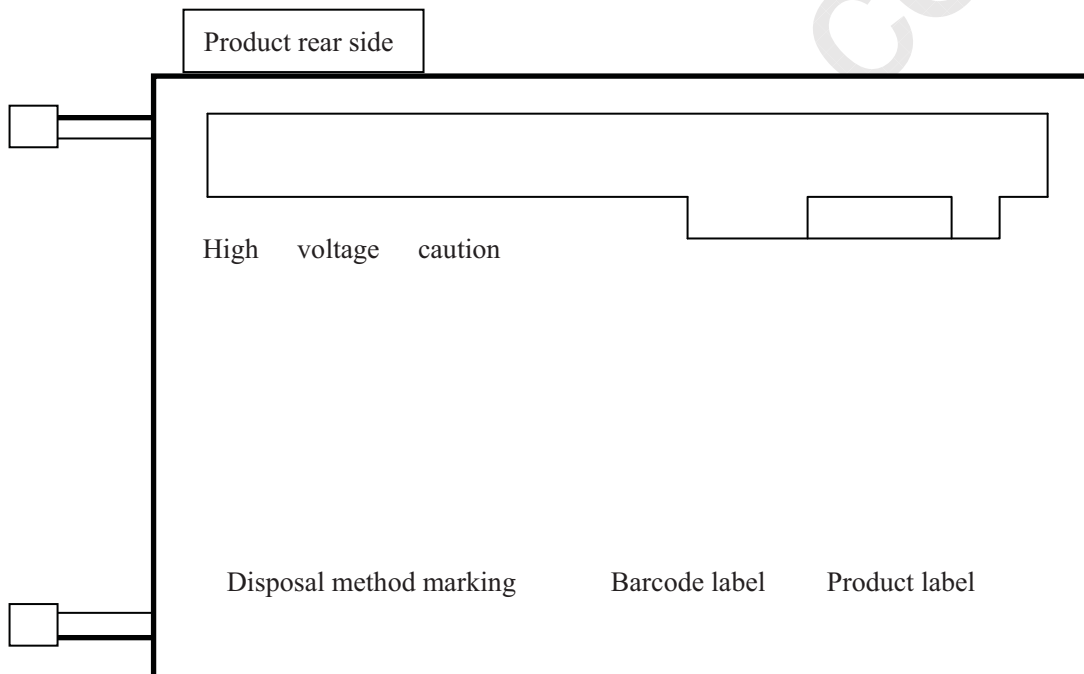 Product rear side
High voltage caution
Disposal method marking Barcode label Product label